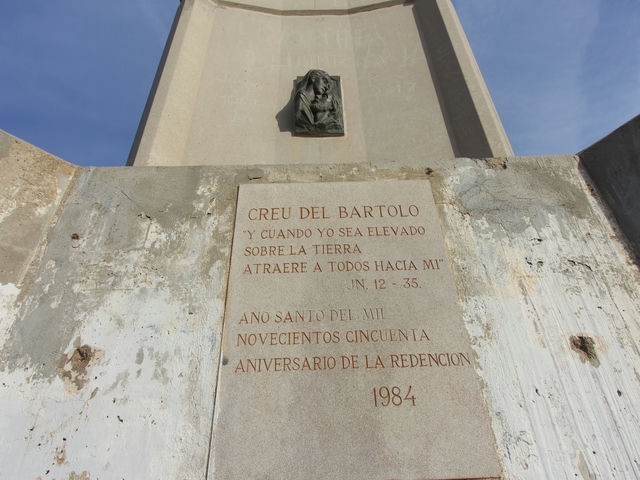 CREU DEL BARTOLO
"Y CUANDO YO SEA ELEVADO
SOBRE LA TIERRA
ATRAERE A TODOS HACIA MI"
JN. 12 - 35.
AÑO SANTO DEL MIL
NOVECIENTOS CINCUENTA
ANIVERSARIO DE LA REDENCION
1984